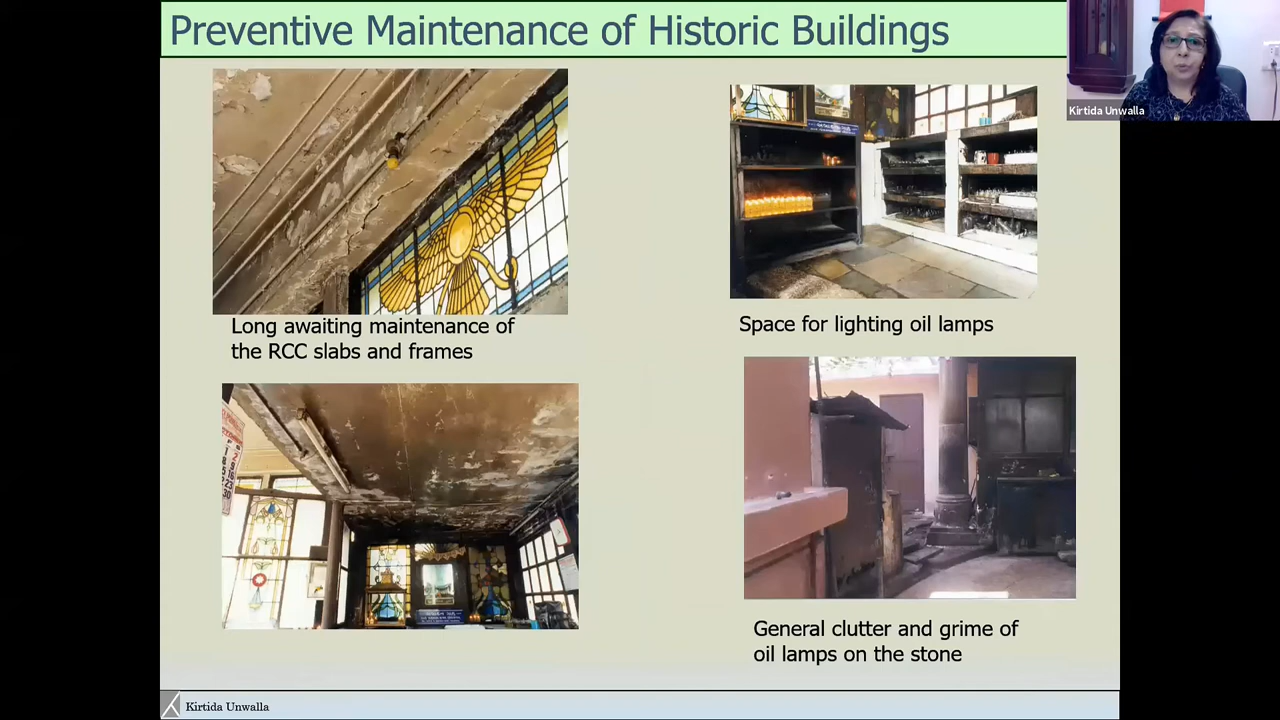 Preventive Maintenance of Historic Buildings
Kirtida Unwalla
Long awaiting maintenance of
the RCC slabs and frames
Space for lighting oil lamps
General clutter and grime of
oil lamps on the stone
Kirtida Unwalla